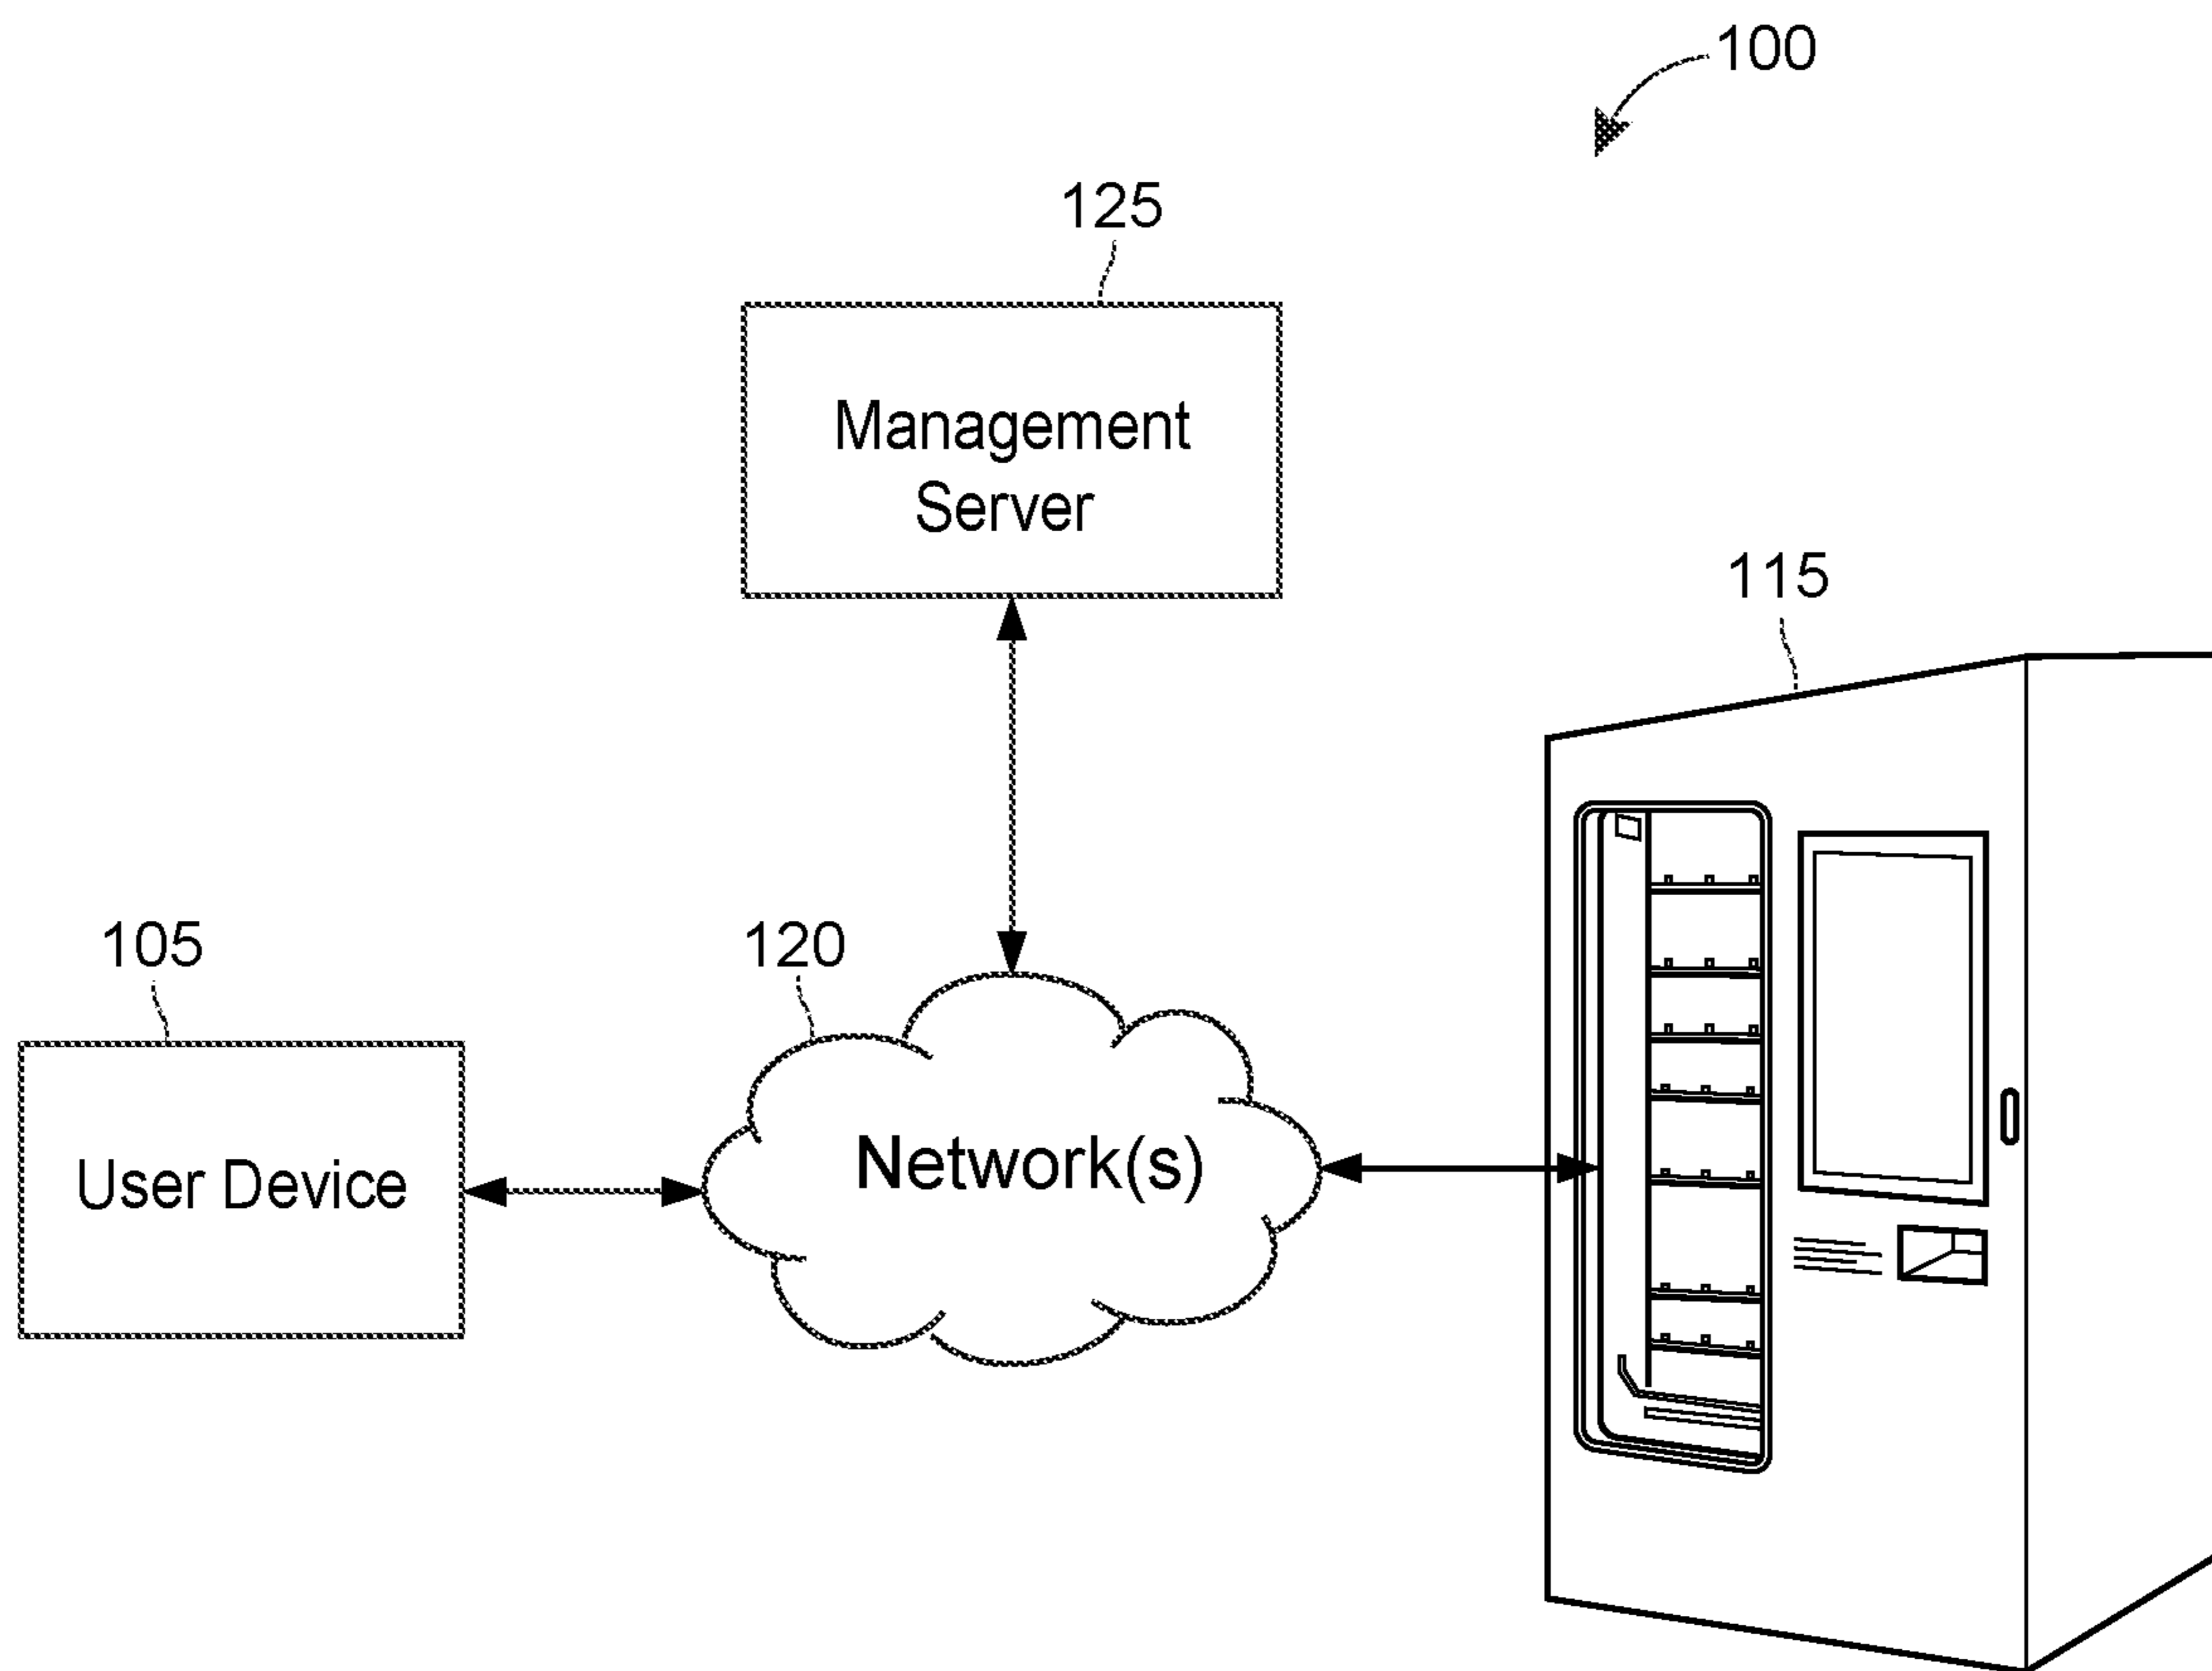 100
125
Management
Server
115
105
120
User Device
Network(s)